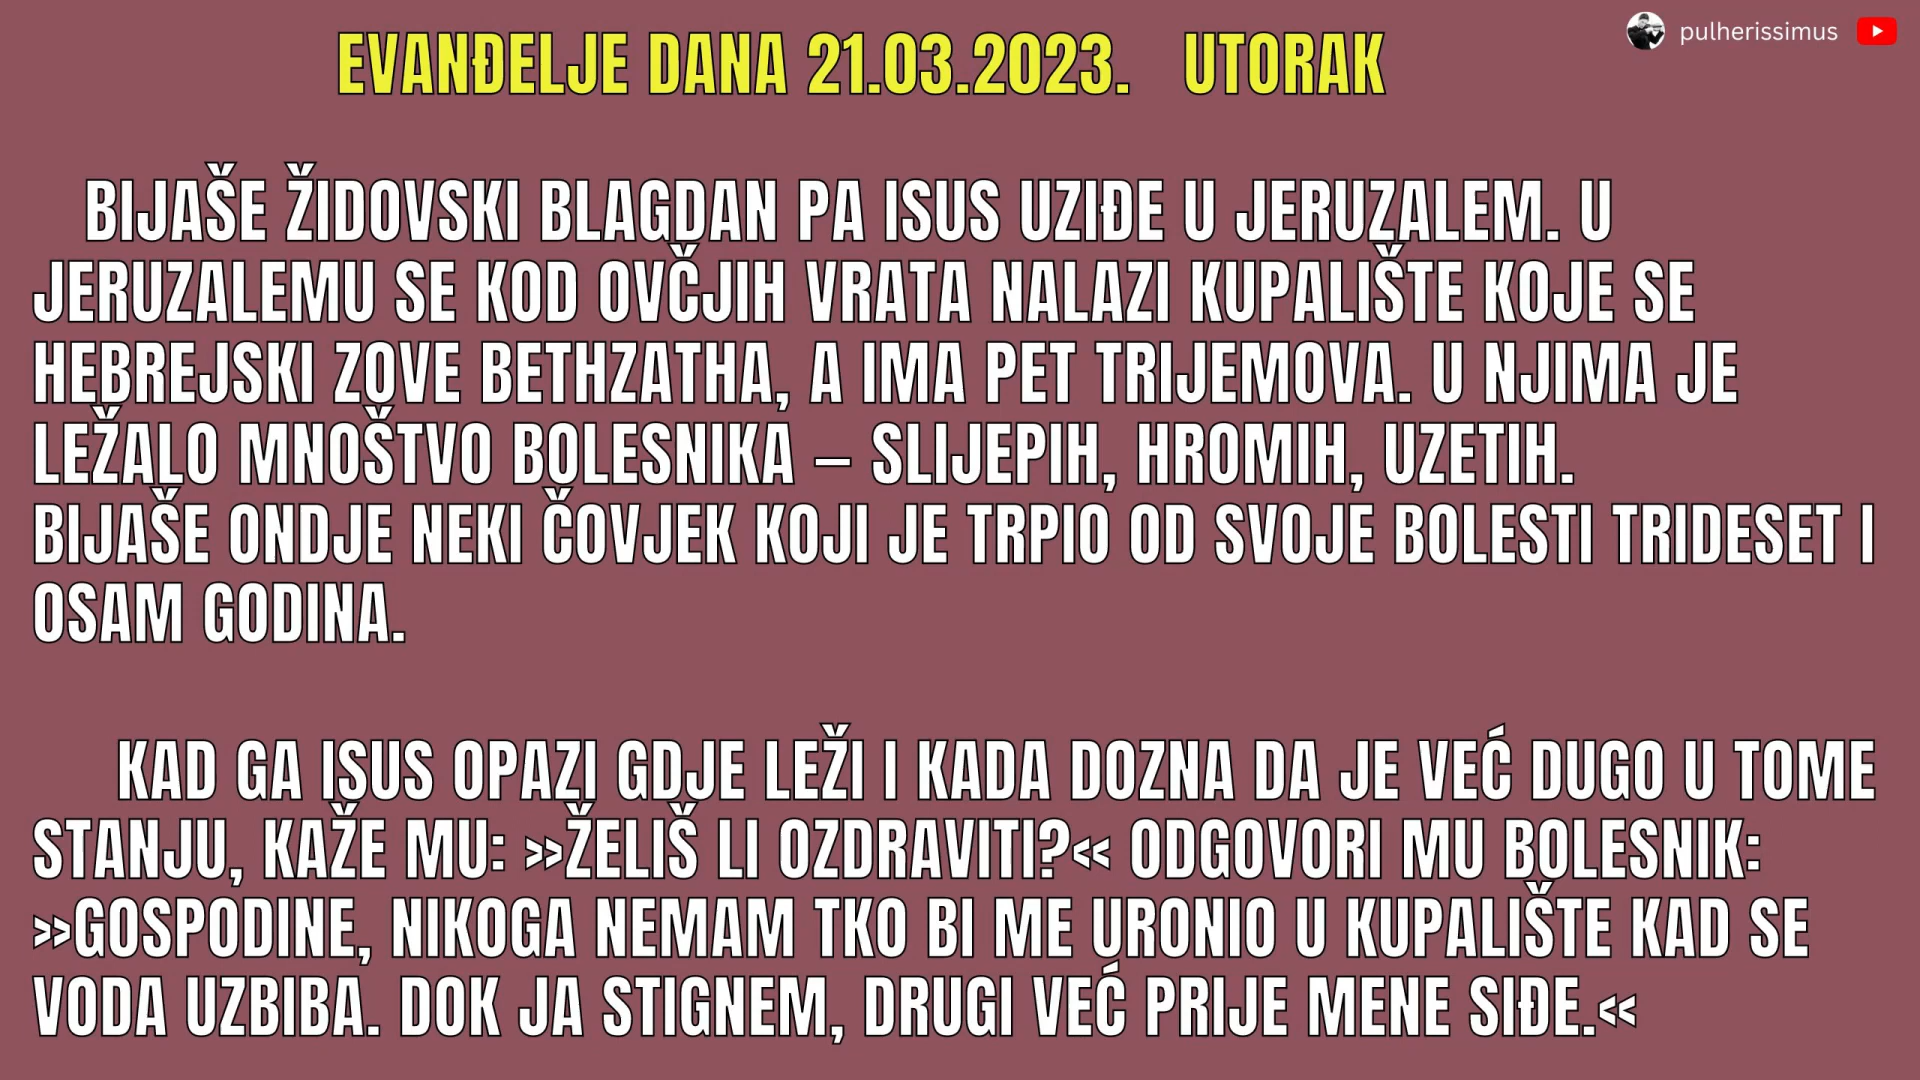 EVANĐELJE DANA 21.03.2023. UTORAK
pulherissimus
BIJAŠE ŽIDOVSKI BLAGDAN PA ISUS UZIĐE U JERUZALEM. U
JERUZALEMU SE KOD OVČJIH VRATA NALAZI KUPALIŠTE KOJE SE
HEBREJSKI ZOVE BETHZATHA, A IMA PET TRIJEMOVA. U NJIMA JE
LEŽALO MNOŠTVO BOLESNIKA – SLIJEPIH, HROMIH, UZETIH.
BIJAŠE ONDJE NEKI ČOVJEK KOJI JE TRPIO OD SVOJE BOLESTI TRIDESET I
OSAM GODINA.
KAD GA ISUS OPAZI GDJE LEŽI I KADA DOZNA DA JE VEĆ DUGO U TOME
STANJU, KAŽE MU: »ŽELIŠ LI OZDRAVITI?« ODGOVORI MU BOLESNIK:
»GOSPODINE, NIKOGA NEMAM TKO BI ME URONIO U KUPALIŠTE KAD SE
VODA UZBIBA. DOK JA STIGNEM, DRUGI VEĆ PRIJE MENE SIĐE.«